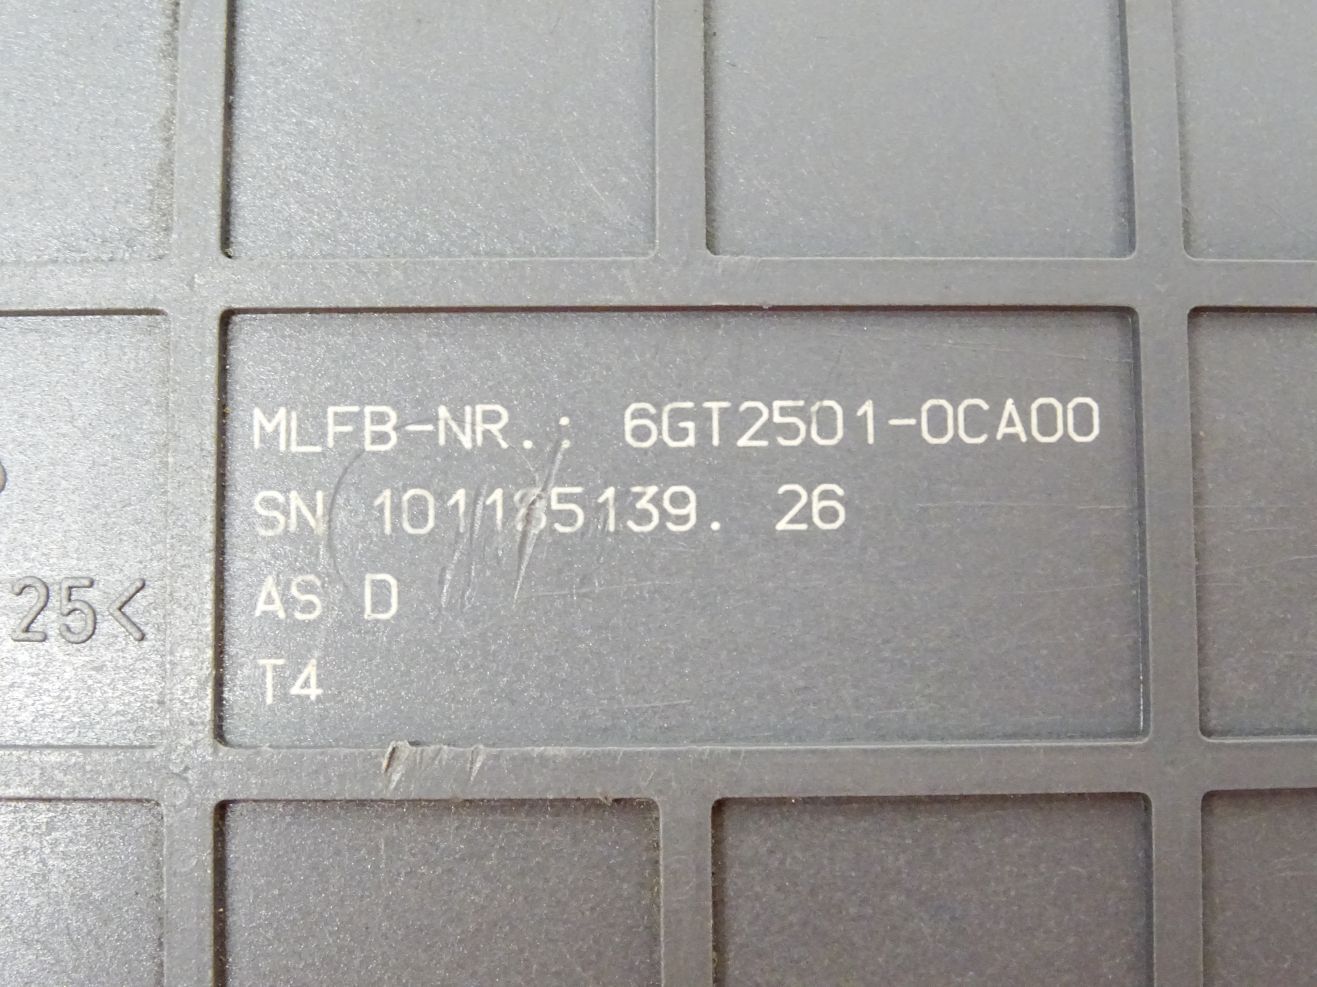 MLFB-NR.: 6GT2501-0CA00
SN 101185139. 26
AS D
T4
25<